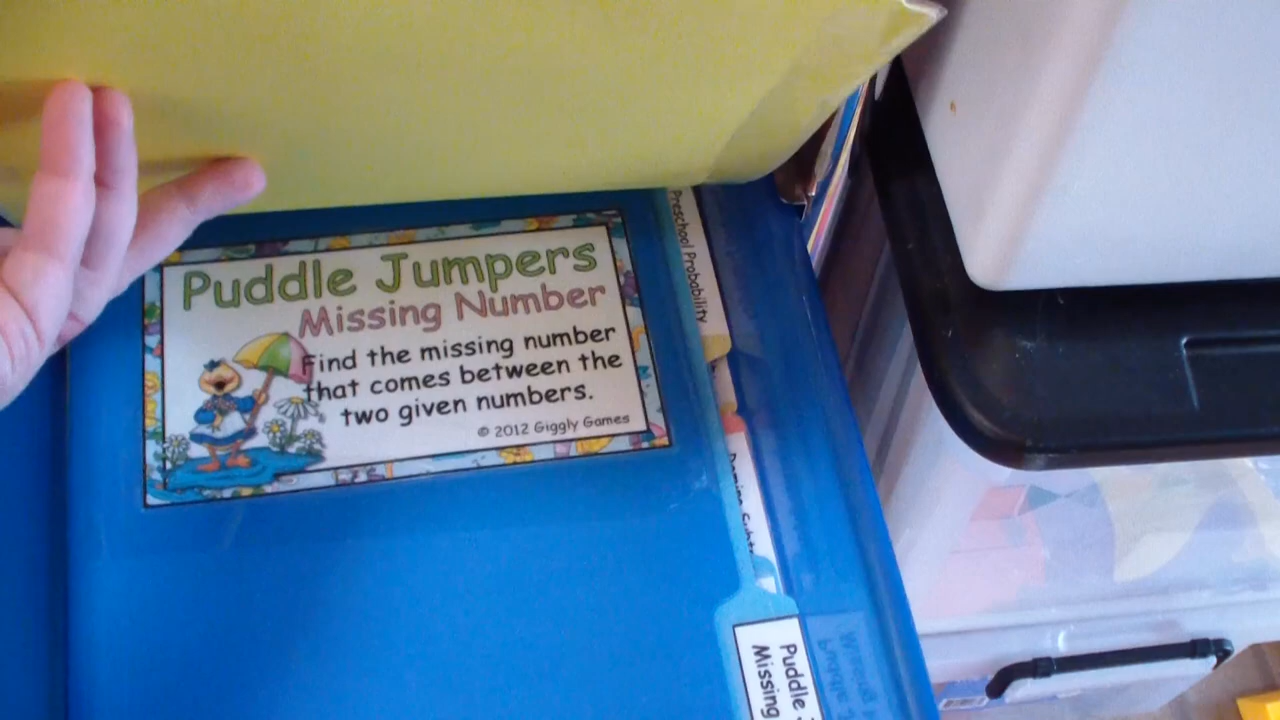 Puddle Jumpers
Missing Number
Find the missing number
that comes between the
two given numbers.
© 2012 Giggly Games
Preschool Probability
Domino
Puddle
Missing